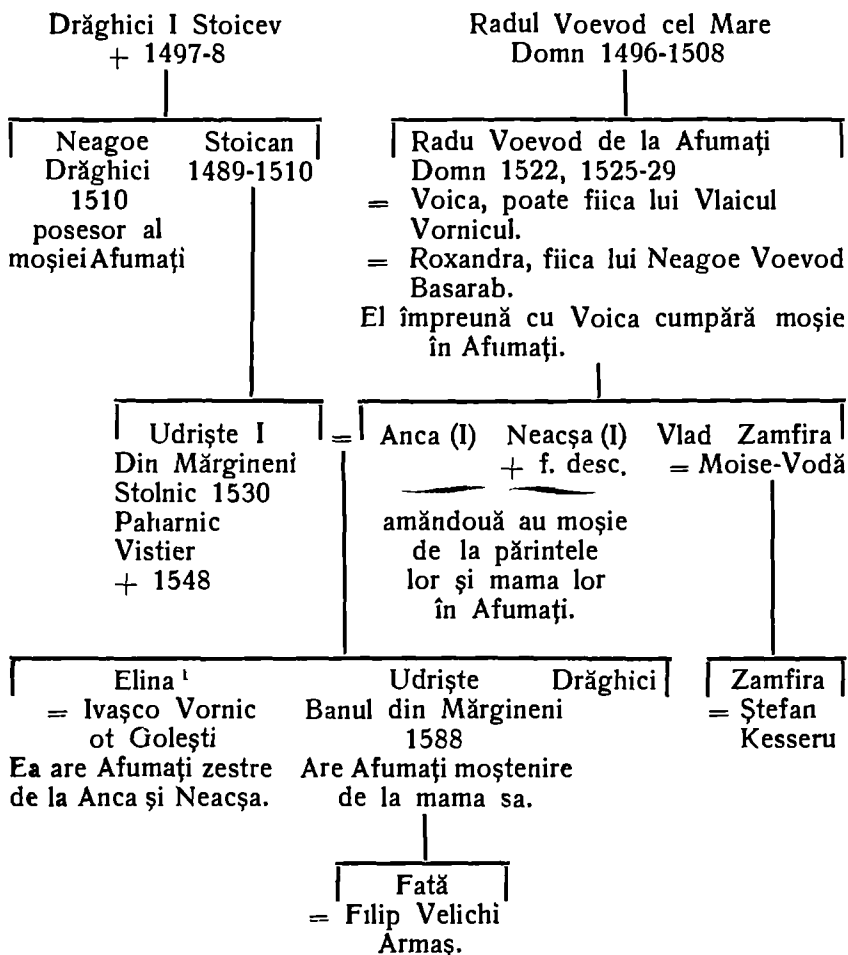 Drăghici I Stoicev
+ 1497-8
Radul Voevod cel Mare
Domn 1496-1508
Neagoe
Drăghici
1510
posesor al
moșiei Afumați
Stoican
1489-1510
Radu Voevod de la Afumați
Domn 1522, 1525-29
= Voica, poate fiica lui Vlaicul
Vornicul.
= Roxandra, fiica lui Neagoe Voevod
Basarab.
El împreună cu Voica cumpără moșie
în Afumați.
Udriște I
Din Mărgineni
Stolnic 1530
Paharnic
Vistier
+ 1548
= Anca (I) Neacșa (I) Vlad Zamfira
+ f. desc. = Moise-Vodă
amăndouă au moșie
de la părintele
lor și mama lor
în Afumați.
Elina ¹
= Ivașco Vornic
ot Golești
Ea are Afumați zestre
de la Anca și Neacșa.
Udriște
Banul din Mărgineni
1588
Are Afumați moștenire
de la mama sa.
Drăghici
Zamfira
= Ștefan
Kesseru
Fată
= Filip Velichi
Armaș.